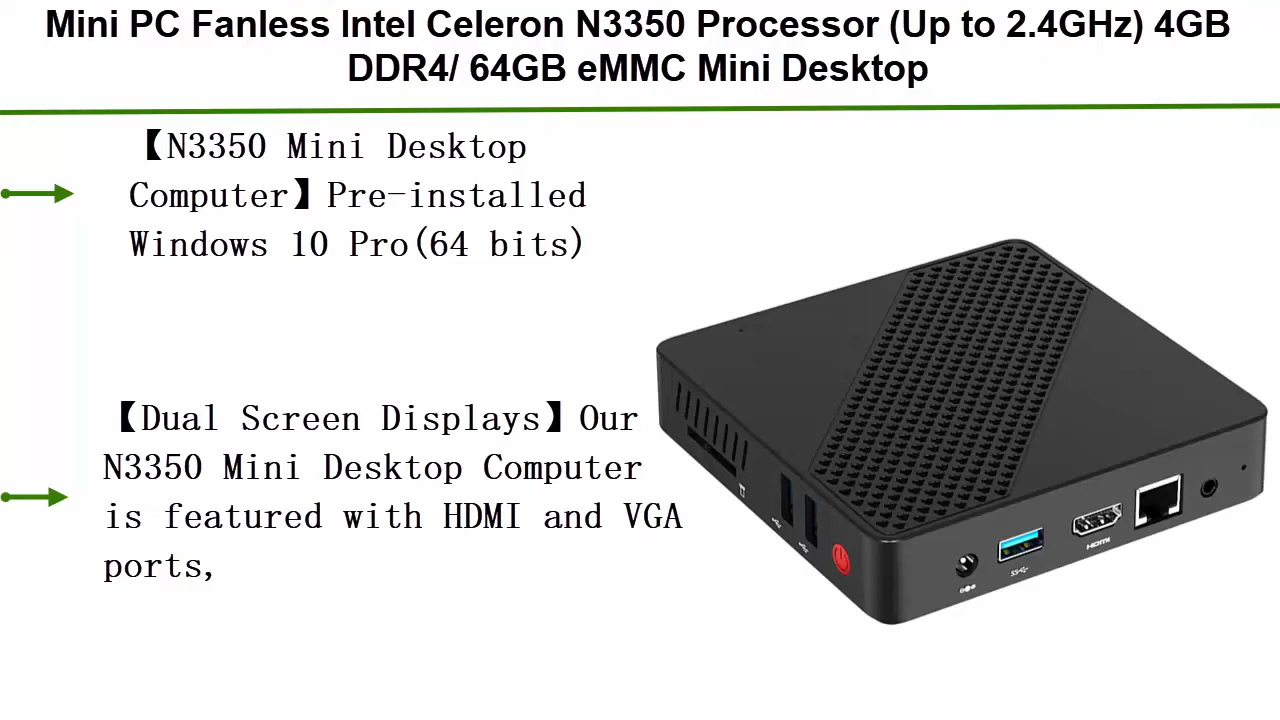 Mini PC Fanless Intel Celeron N3350 Processor (Up to 2.4GHz) 4GB
DDR4/ 64GB eMMC Mini Desktop
【N3350 Mini Desktop
Computer】Pre-installed
Windows 10 Pro(64 bits)
【Dual Screen Displays】Our
N3350 Mini Desktop Computer
is featured with HDMI and VGA
ports,
HDMI